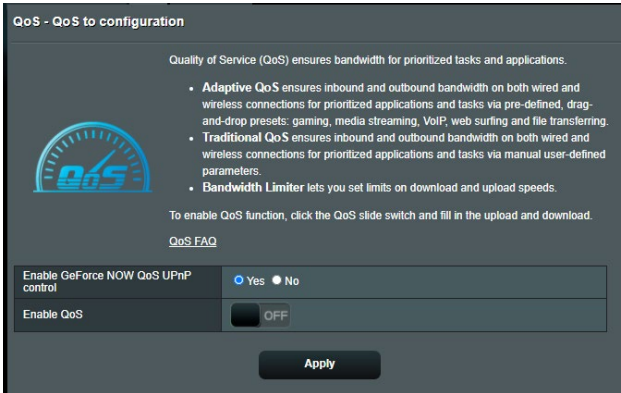 QoS - QoS to configuration
Quality of Service (QoS) ensures bandwidth for prioritized tasks and applications.
• Adaptive QoS ensures inbound and outbound bandwidth on both wired and
wireless connections for prioritized applications and tasks via pre-defined, drag-
and-drop presets: gaming, media streaming, VoIP, web surfing and file transferring.
• Traditional QoS ensures inbound and outbound bandwidth on both wired and
wireless connections for prioritized applications and tasks via manual user-defined
parameters.
• Bandwidth Limiter lets you set limits on download and upload speeds.
QoS
To enable QoS function, click the QoS slide switch and fill in the upload and download.
QoS FAQ
Enable GeForce NOW QoS UPnP
control
Yes No
Enable QoS
OFF
Apply